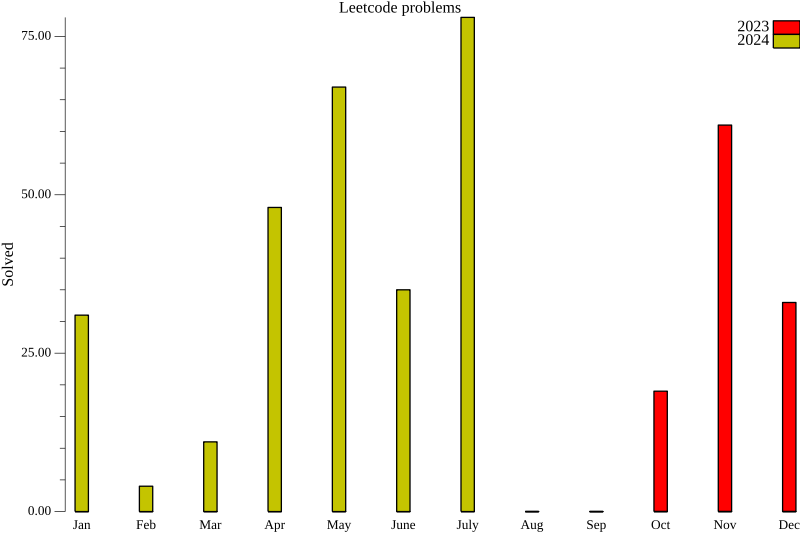 Leetcode problems
2023
2024
75.00
50.00
25.00
0.00
Solved
Jan Feb Mar Apr May June July Aug Sep Oct Nov Dec